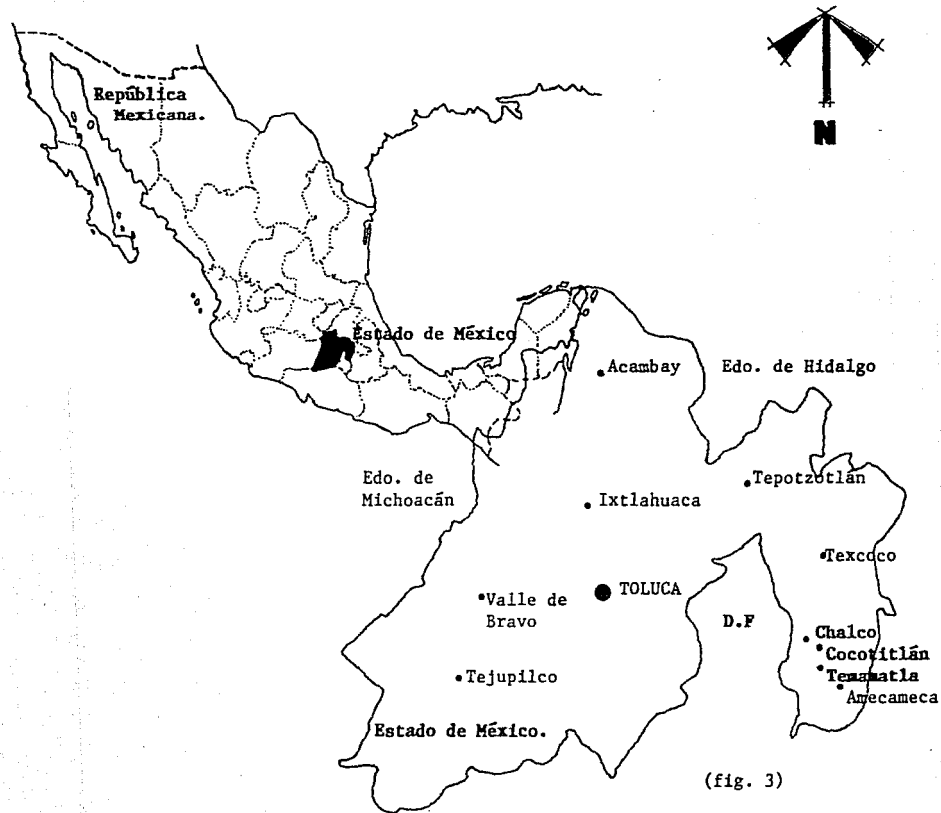 República
Mexicana.
N
Estado de México
Acambay
Edo. de Hidalgo
Edo. de
Michoacán
Tepotzotlán
Ixtlahuaca
Texcoco
TOLUCA
Valle de
Bravo
D.F
Chalco
Cocotitlán
Temamatla
Amecameca
Tejupilco
Estado de México.
(fig. 3)